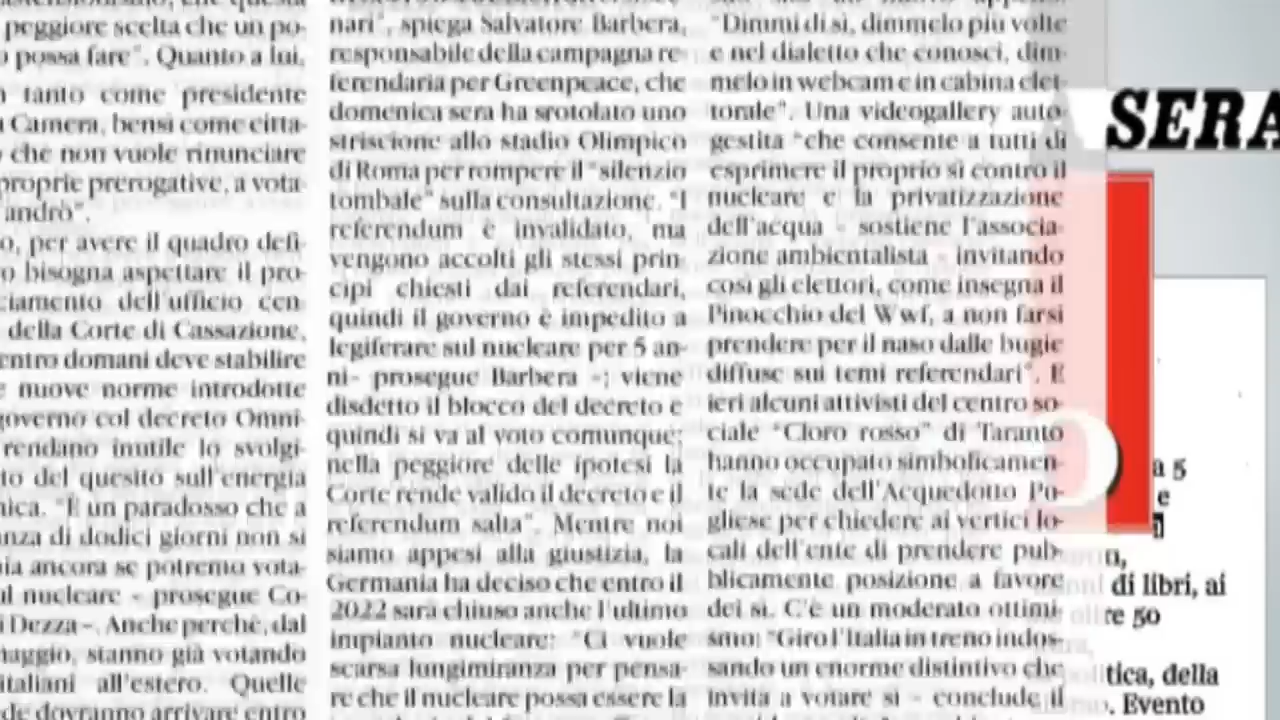 peggiore scelta che un po-
possa fare". Quanto a lui,
tanto come presidente
Camera, bensì come citta-
che non vuole rinunciare
proprie prerogative, a vota-
andrò".
o, per avere il quadro defi-
bisogna aspettare il pro-
ciamento dell'ufficio cen-
della Corte di Cassazione,
entro domani deve stabilire
nuove norme introdotte
governo col decreto Omni-
rendano inutile lo svolgi-
to del quesito sull'energia
nica. "È un paradosso che a
anza di dodici giorni non si
ancora se potremo vota-
nucleare - prosegue Co-
Dezza -. Anche perchè, dal
maggio, stanno già votando
italiani all'estero. Quelle
de dovranno arrivare entro
nari", spiega Salvatore Barbera,
responsabile della campagna re-
ferendaria per Greenpeace, che
domenica sera ha srotolato uno
striscione allo stadio Olimpico
di Roma per rompere il "silenzio
tombale" sulla consultazione. "I
referendum è invalidato, ma
vengono accolti gli stessi prin-
cipi chiesti dai referendari,
quindi il governo è impedito a
legiferare sul nucleare per 5 an-
ni- prosegue Barbera -; viene
disdetto il blocco del decreto e
quindi si va al voto comunque;
nella peggiore delle ipotesi la
Corte rende valido il decreto e il
referendum salta". Mentre noi
siamo appesi alla giustizia, la
Germania ha deciso che entro il
2022 sarà chiuso anche l'ultimo
impianto nucleare: "Ci vuole
scarsa lungimiranza per pensa-
re che il nucleare possa essere la
"Dimmi di sì, dimmelo più volte
e nel dialetto che conosci, dim-
melo in webcam e in cabina elet-
torale". Una videogallery auto-
gestita "che consente a tutti di
esprimere il proprio sì contro il
nucleare e la privatizzazione
dell'acqua - sostiene l'associa-
zione ambientalista - invitando
così gli elettori, come insegna il
Pinocchio del Wwf, a non farsi
prendere per il naso dalle bugie
diffuse sui temi referendari". E
ieri alcuni attivisti del centro so-
ciale "Cloro rosso" di Taranto
hanno occupato simbolicamen-
te la sede dell'Acquedotto Pu-
gliese per chiedere ai vertici lo-
cali dell'ente di prendere pub-
blicamente posizione a favore
dei sì. C'è un moderato ottimi-
smo: "Giro l'Italia in treno indos-
sando un enorme distintivo che
invita a votare sì - conclude il
SERA
a 5
e
di libri, ai
re 50
tica, della
. Evento